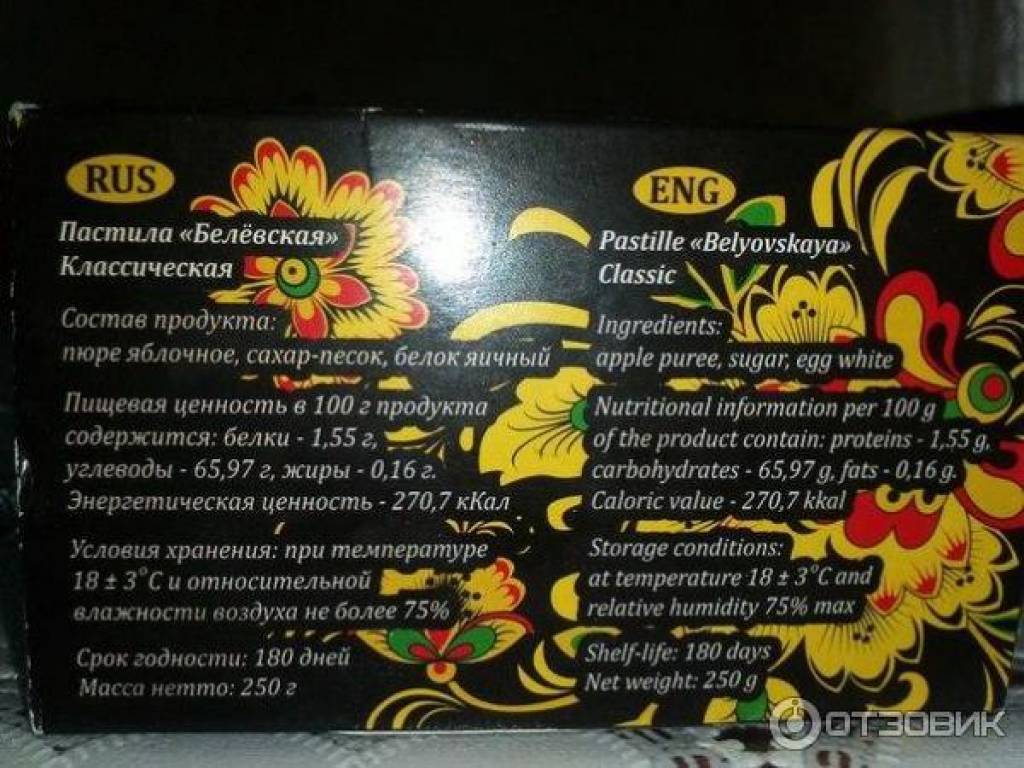 RUS
Пастила «Белёвская»
Классическая
Состав продукта:
пюре яблочное, сахар-песок, белок яичный
Пищевая ценность в 100 г продукта
содержится: белки - 1,55 г,
углеводы - 65,97 г, жиры - 0,16 г.
Энергетическая ценность - 270,7 кКал
Условия хранения: при температуре
18 ± 3°С и относительной
влажности воздуха не более 75%
Срок годности: 180 дней
Масса нетто: 250 г
ENG
Pastille «Belyovskaya»
Classic
Ingredients:
apple puree, sugar, egg white
Nutritional information per 100 g
of the product contain: proteins - 1,55 g,
carbohydrates - 65,97 g, fats - 0,16 g.
Caloric value - 270,7 kkal
Storage conditions:
at temperature 18 ± 3°C and
relative humidity 75% max
Shelf-life: 180 days
Net weight: 250 g
ОТЗОВИК